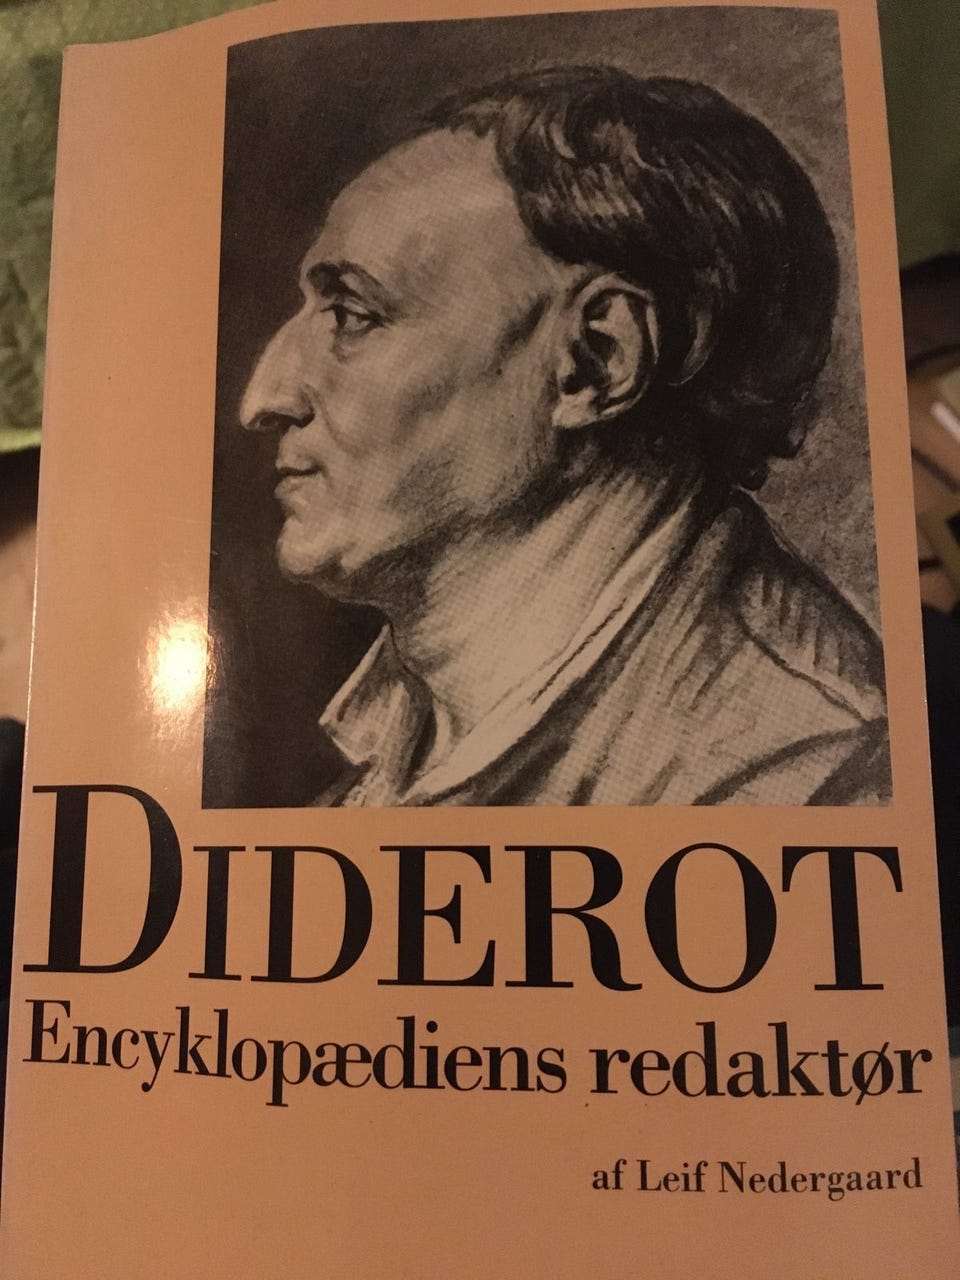 DIDEROT
Encyklopædiens redaktør
af Leif Nedergaard